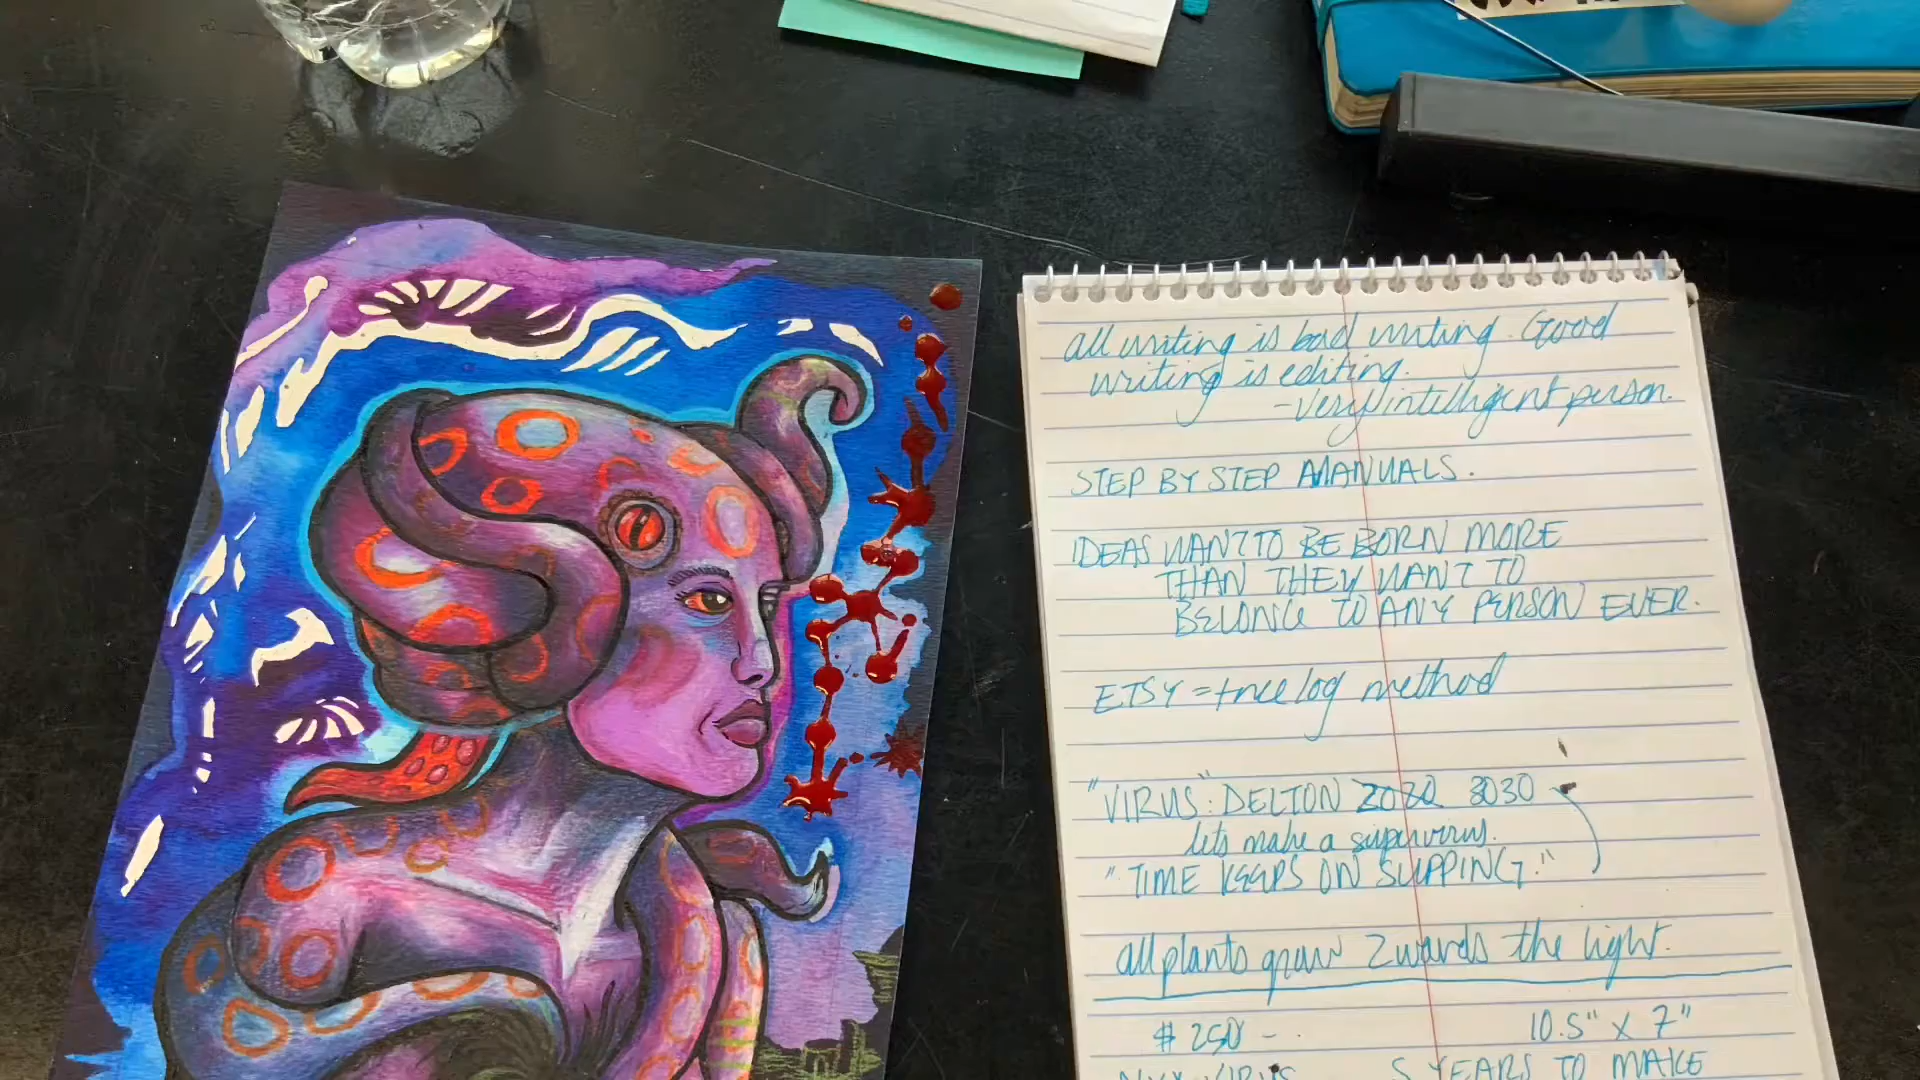 all writing is bad writing. Good
writing is editing.
- very intelligent person.
STEP BY STEP MANUALS.
IDEAS WANT TO BE BORN MORE
THAN THEY WANT TO
BELONG TO ANY PERSON EVER.
ETSY = tree log method
"VIRUS": DELTON 2020 3030
lets make a supervirus.
"TIME KEEPS ON SLIPPING."
all plants grow 2wards the light.
$ 250 - 10.5" x 7"
5 YEARS TO MAKE